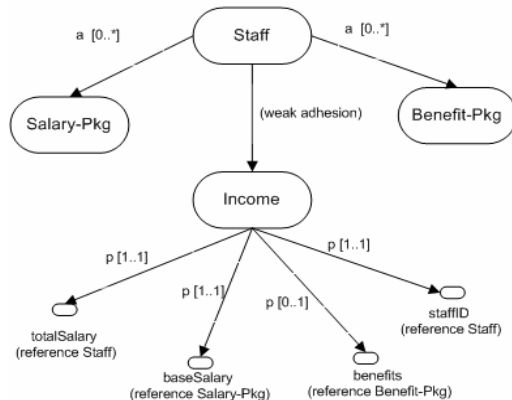 Staff
a [0..*]
a [0..*]
Salary-Pkg
(weak adhesion)
Benefit-Pkg
Income
p [1..1]
p [1..1]
p [0..1]
p [1..1]
totalSalary
(reference Staff)
baseSalary
(reference Salary-Pkg)
benefits
(reference Benefit-Pkg)
staffID
(reference Staff)